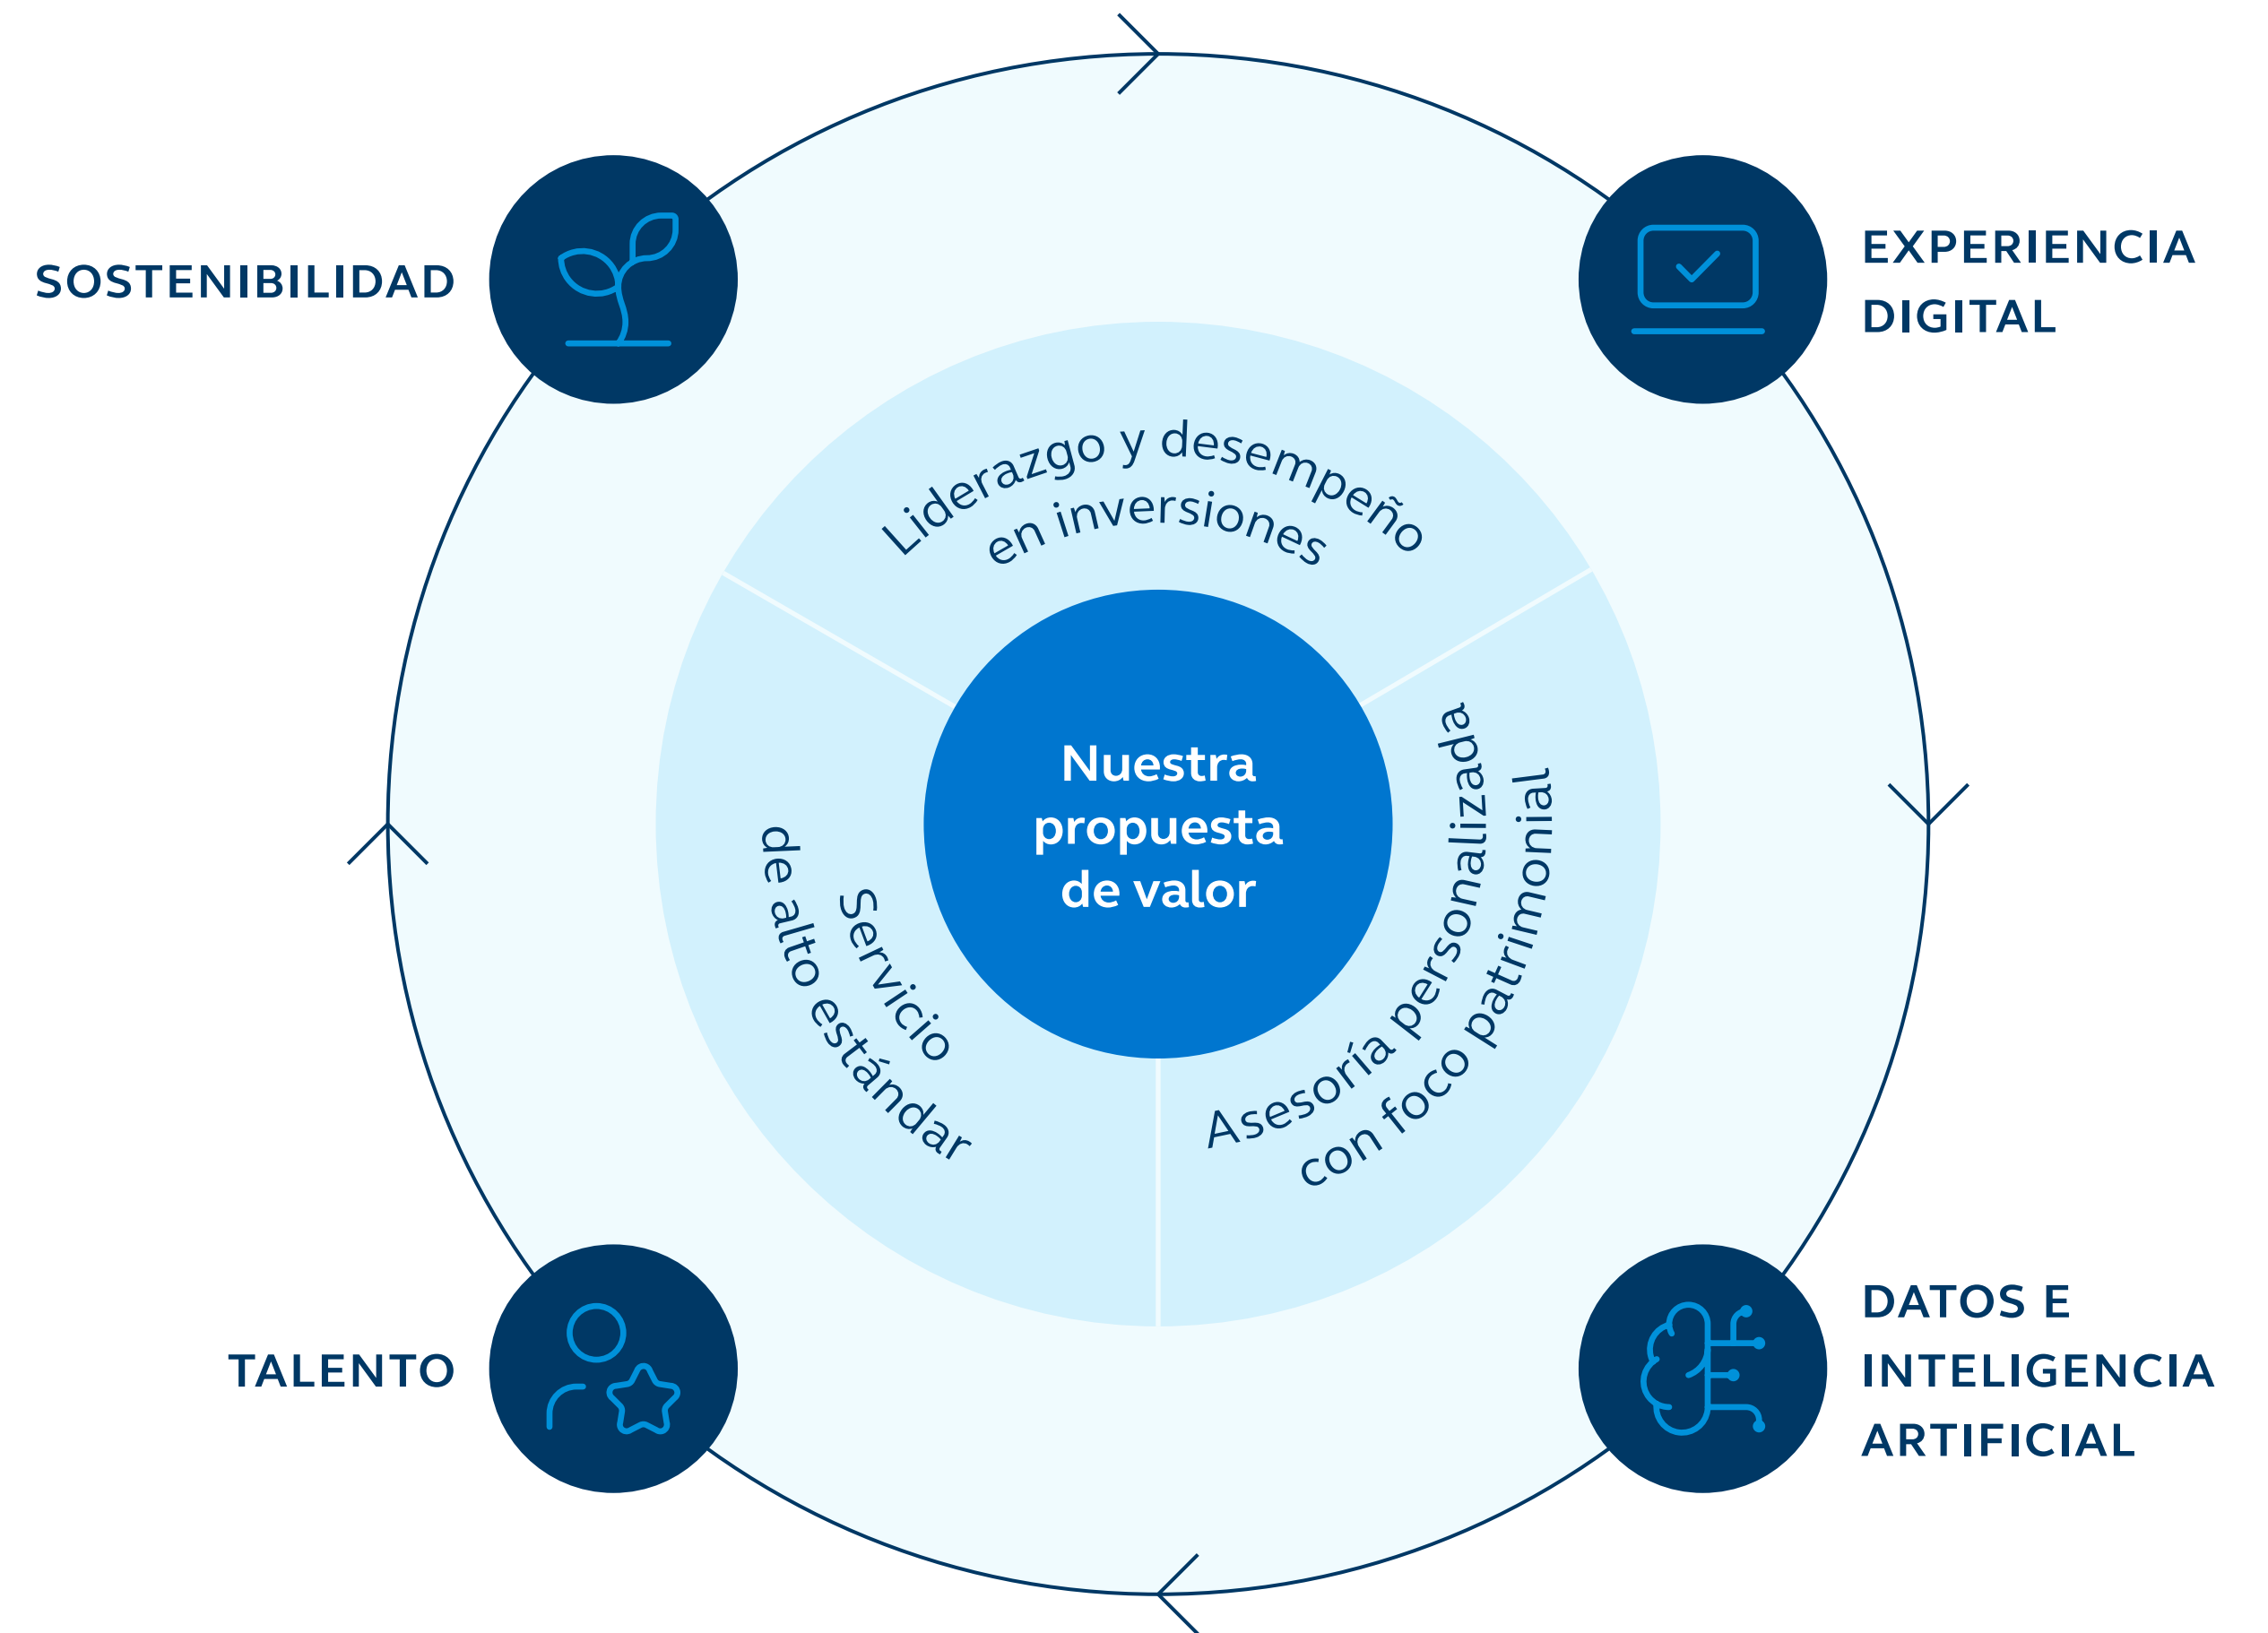 SOSTENIBILIDAD
EXPERIENCIA
DIGITAL
Liderazgo y desempeño
en inversiones
Nuestra
propuesta
de valor
Asesoría personalizada
con foco patrimonial
Servicio
de alto estándar
TALENTO
DATOS E
INTELIGENCIA
ARTIFICIAL